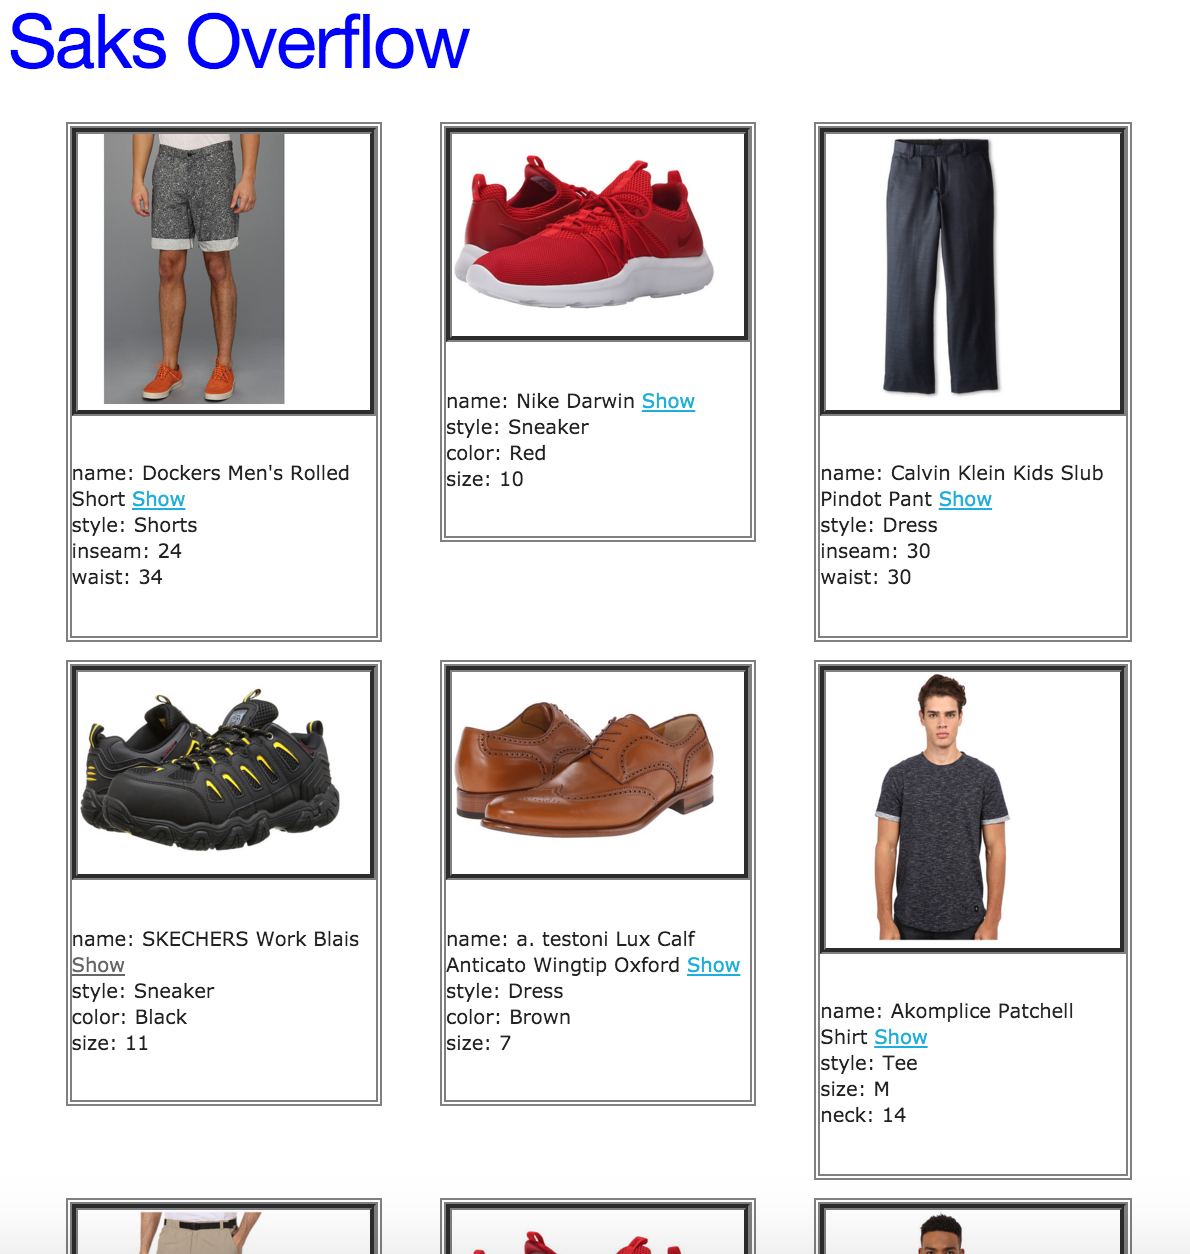 Saks Overflow
name: Dockers Men's Rolled
Short Show
style: Shorts
inseam: 24
waist: 34
name: Nike Darwin Show
style: Sneaker
color: Red
size: 10
name: Calvin Klein Kids Slub
Pindot Pant Show
style: Dress
inseam: 30
waist: 30
name: SKECHERS Work Blais
Show
style: Sneaker
color: Black
size: 11
name: a. testoni Lux Calf
Anticato Wingtip Oxford Show
style: Dress
color: Brown
size: 7
name: Akomplice Patchell
Shirt Show
style: Tee
size: M
neck: 14